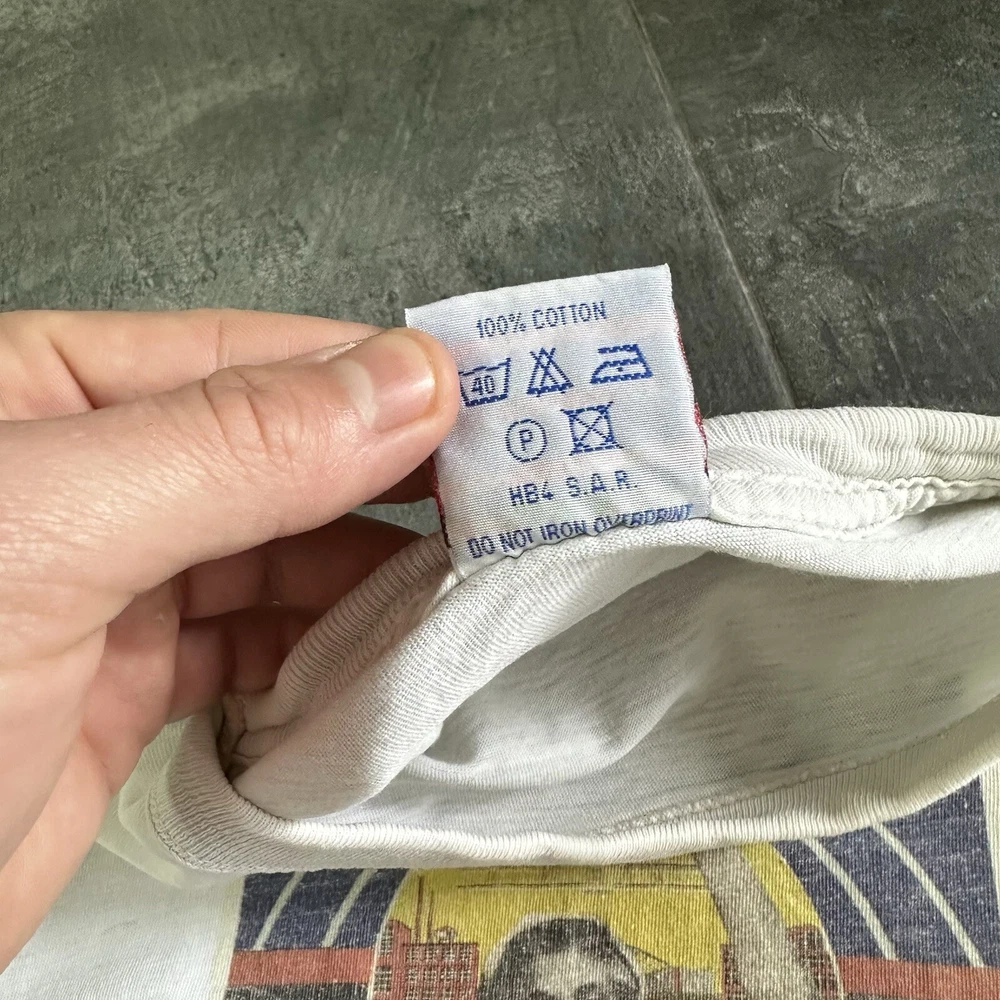 100% COTTON
40
P
HB4 S.A.R.
DO NOT IRON OVERPRINT